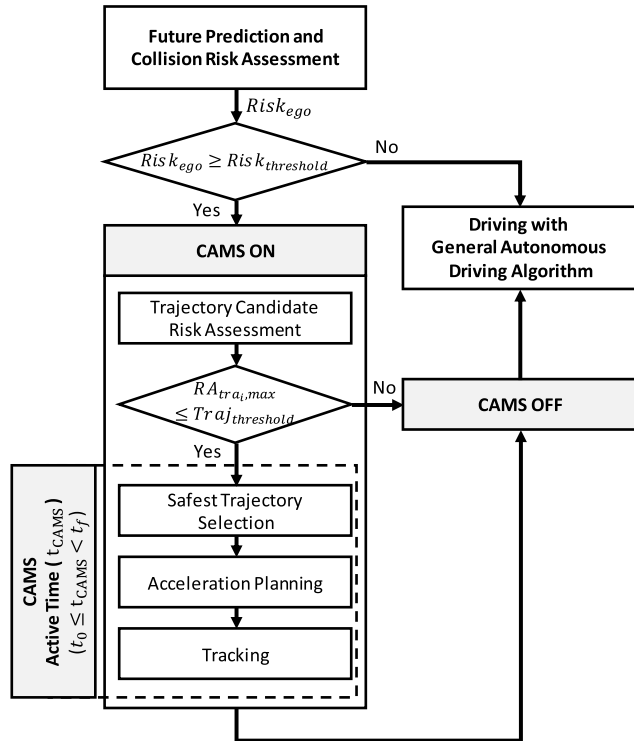 Future Prediction and
Collision Risk Assessment
Risk_ego
Risk_ego ≥ Risk_threshold
No
Yes
Driving with
General Autonomous
Driving Algorithm
CAMS ON
Trajectory Candidate
Risk Assessment
RA_tra_i,max
≤ Traj_threshold
No
CAMS OFF
Yes
CAMS
Active Time ( t_CAMS )
(t_0 ≤ t_CAMS < t_f)
Safest Trajectory
Selection
Acceleration Planning
Tracking